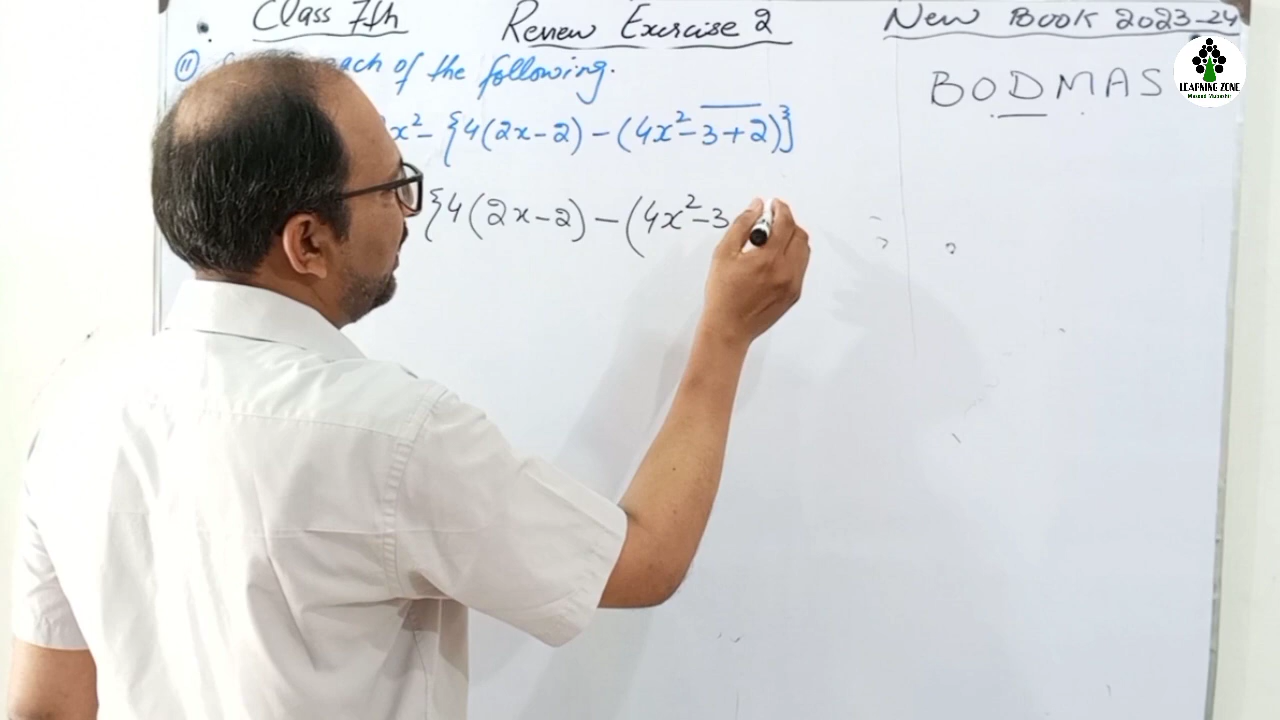 Class 7th Review Exercise 2 New Book 2023-24
(ii) each of the following.
x² - {4(2x-2) - (4x² - 3+2)}
{4(2x-2) - (4x² - 3
BODMAS
LEARNING ZONE